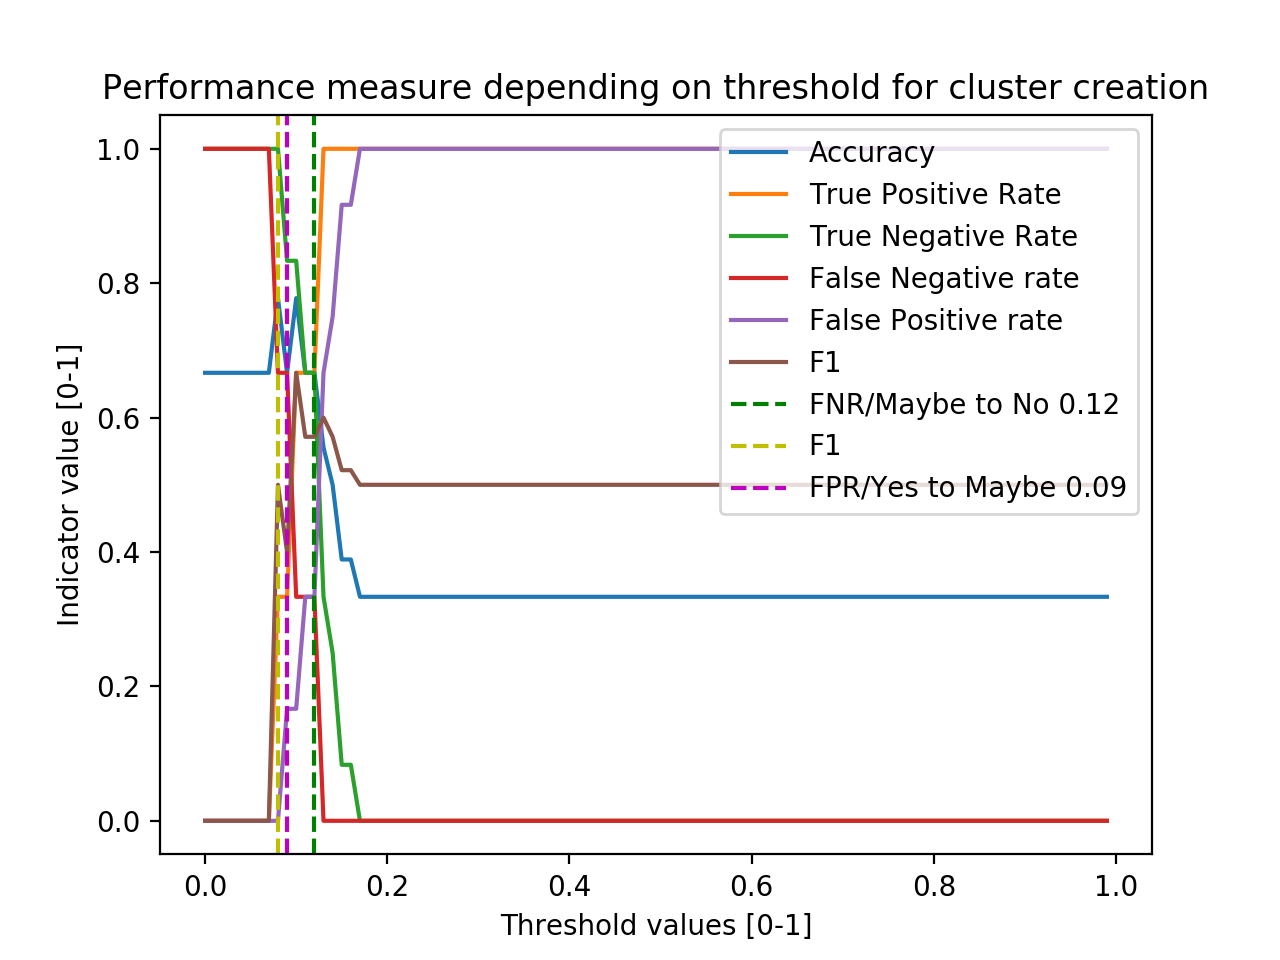 Performance measure depending on threshold for cluster creation
Indicator value [0-1]
1.0
0.8
0.6
0.4
0.2
0.0
Accuracy
True Positive Rate
True Negative Rate
False Negative rate
False Positive rate
F1
FNR/Maybe to No 0.12
F1
FPR/Yes to Maybe 0.09
0.0 0.2 0.4 0.6 0.8 1.0
Threshold values [0-1]